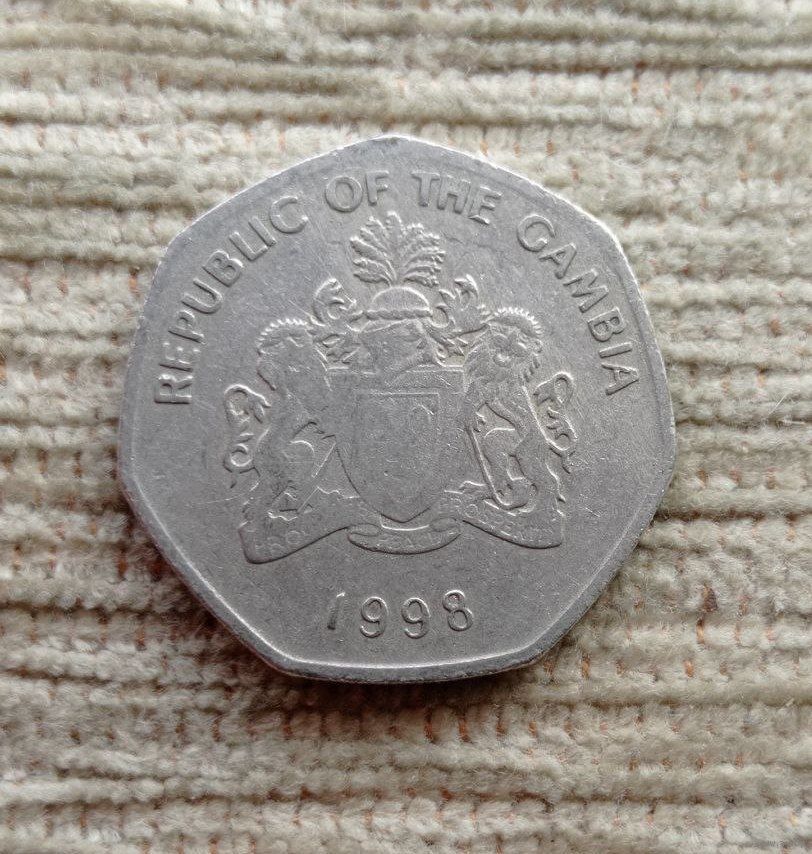 REPUBLIC OF THE GAMBIA
1998